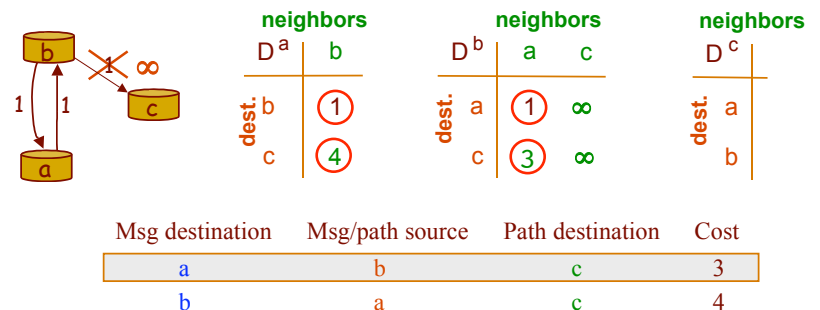 neighbors neighbors neighbors
b 1 ∞ D a b D b a c D c
c
1 1 dest. b 1 dest. a 1 ∞ dest. a
c 4 c 3 ∞ b
a
Msg destination Msg/path source Path destination Cost
a b c 3
b a c 4